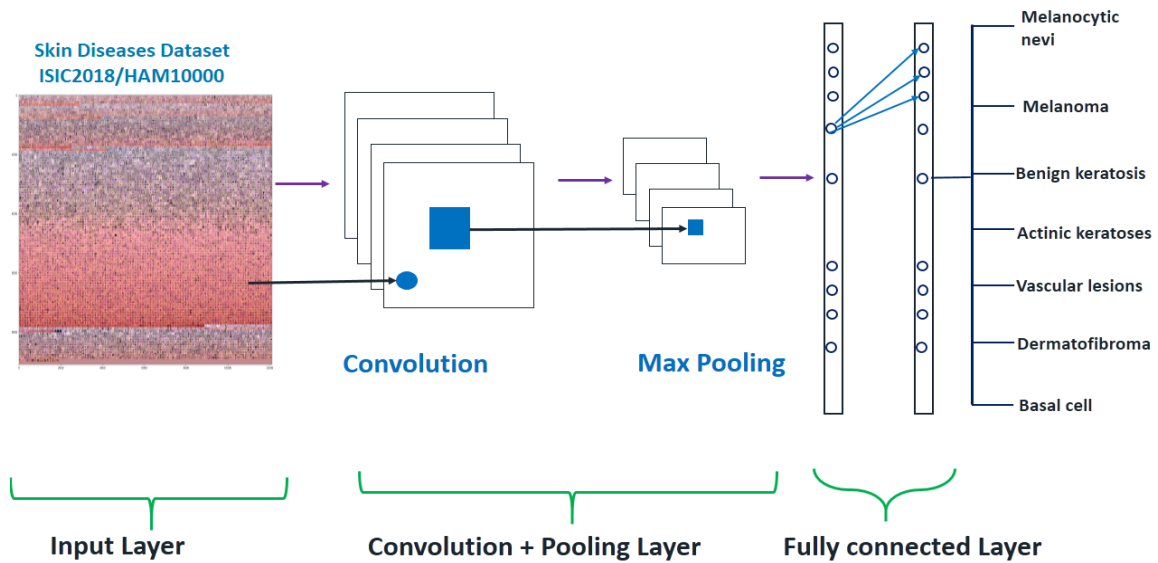 Skin Diseases Dataset
ISIC2018/HAM10000
Convolution
Max Pooling
Melanocytic
nevi
Melanoma
Benign keratosis
Actinic keratoses
Vascular lesions
Dermatofibroma
Basal cell
Input Layer
Convolution + Pooling Layer
Fully connected Layer